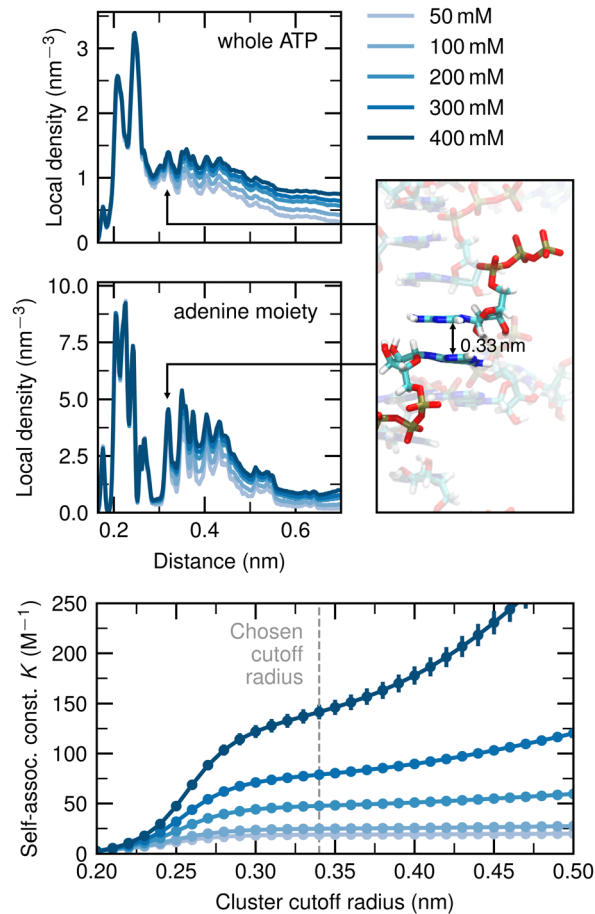 50 mM
100 mM
200 mM
300 mM
400 mM
whole ATP
Local density (nm⁻³)
3
2
1
0
adenine moiety
Local density (nm⁻³)
10.0
7.5
5.0
2.5
0.0
0.2
0.4
0.6
Distance (nm)
0.33 nm
Chosen
cutoff
radius
Self-assoc. const. K (M⁻¹)
250
200
150
100
50
0
0.20
0.25
0.30
0.35
0.40
0.45
0.50
Cluster cutoff radius (nm)